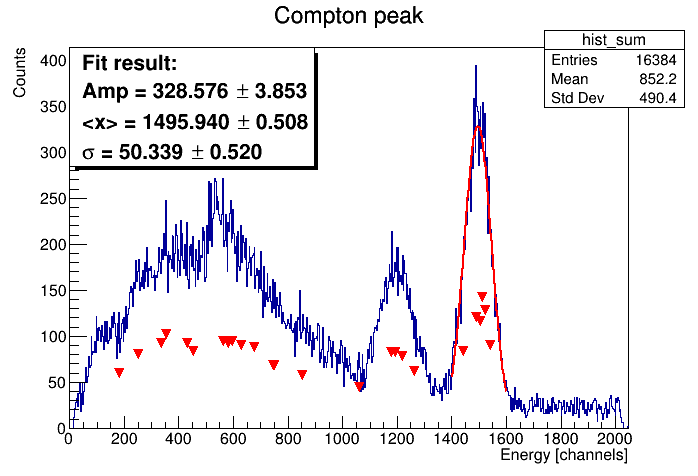 Compton peak
hist_sum
Entries 16384
Mean 852.2
Std Dev 490.4
Fit result:
Amp = 328.576 ± 3.853
<x> = 1495.940 ± 0.508
σ = 50.339 ± 0.520
Counts
400
350
300
250
200
150
100
50
0
0 200 400 600 800 1000 1200 1400 1600 1800 2000
Energy [channels]